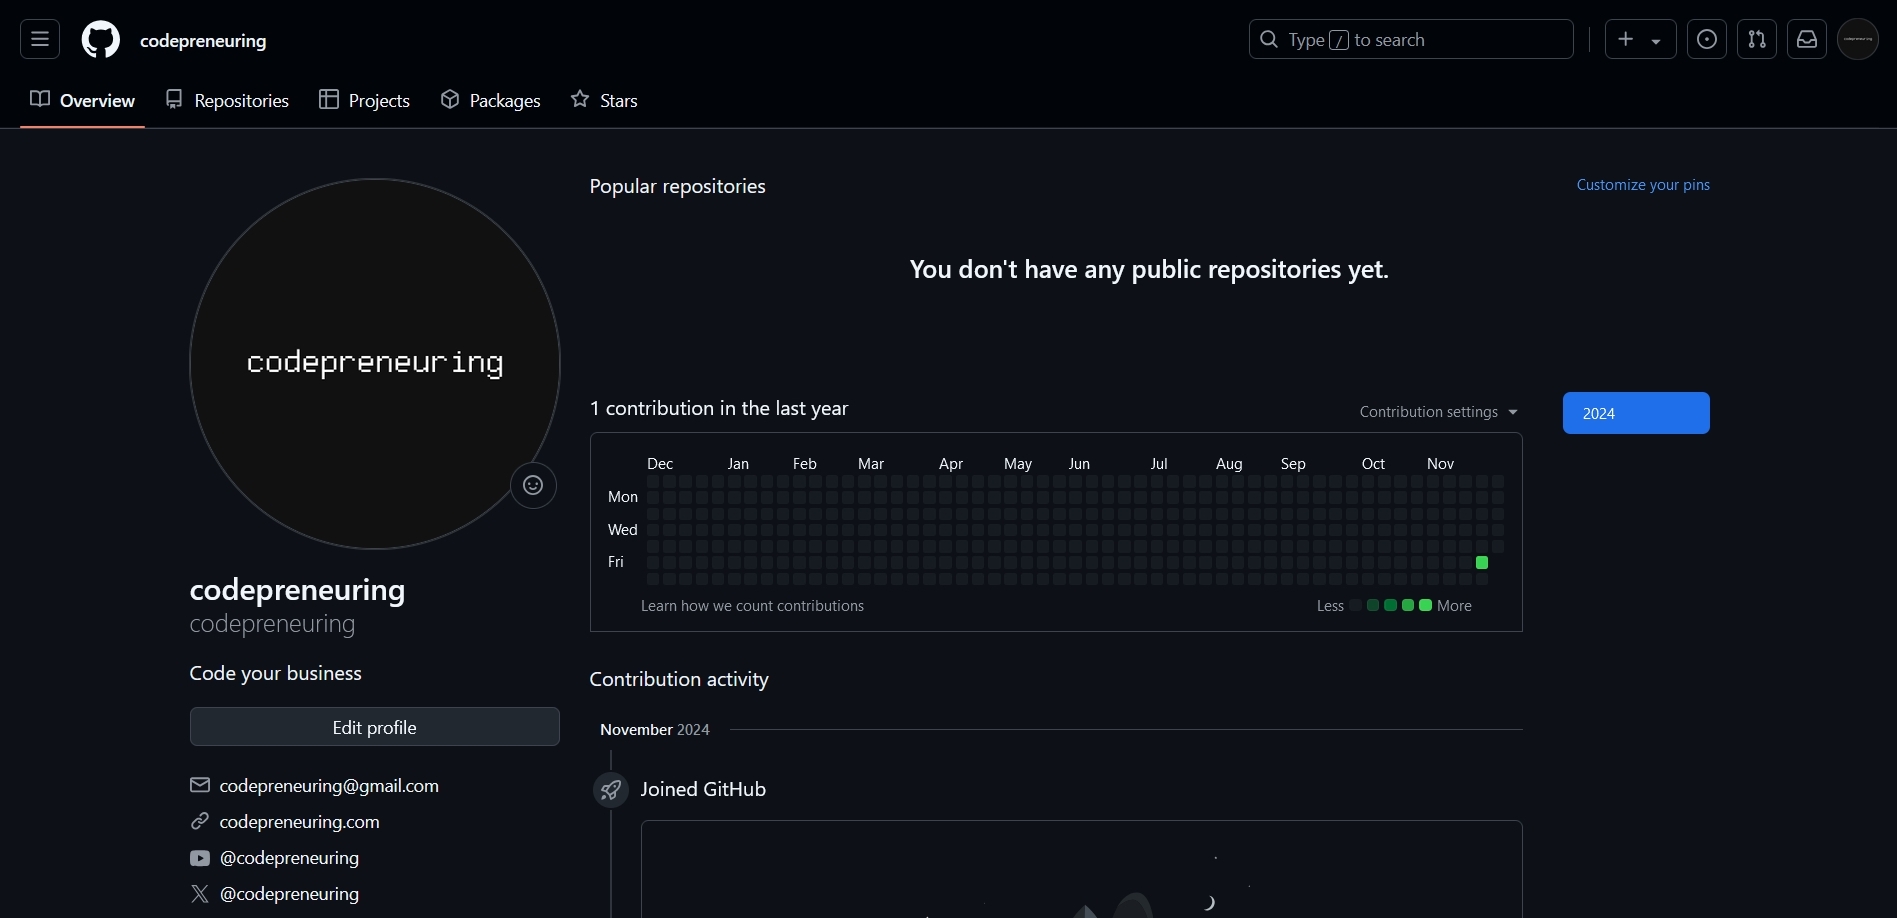 codepreneuring
Type / to search
Overview
Repositories
Projects
Packages
Stars
codepreneuring
codepreneuring
codepreneuring
Code your business
Edit profile
codepreneuring@gmail.com
codepreneuring.com
@codepreneuring
@codepreneuring
Popular repositories
Customize your pins
You don't have any public repositories yet.
1 contribution in the last year
Contribution settings
2024
Dec Jan Feb Mar Apr May Jun Jul Aug Sep Oct Nov
Mon
Wed
Fri
Learn how we count contributions
Less More
Contribution activity
November 2024
Joined GitHub